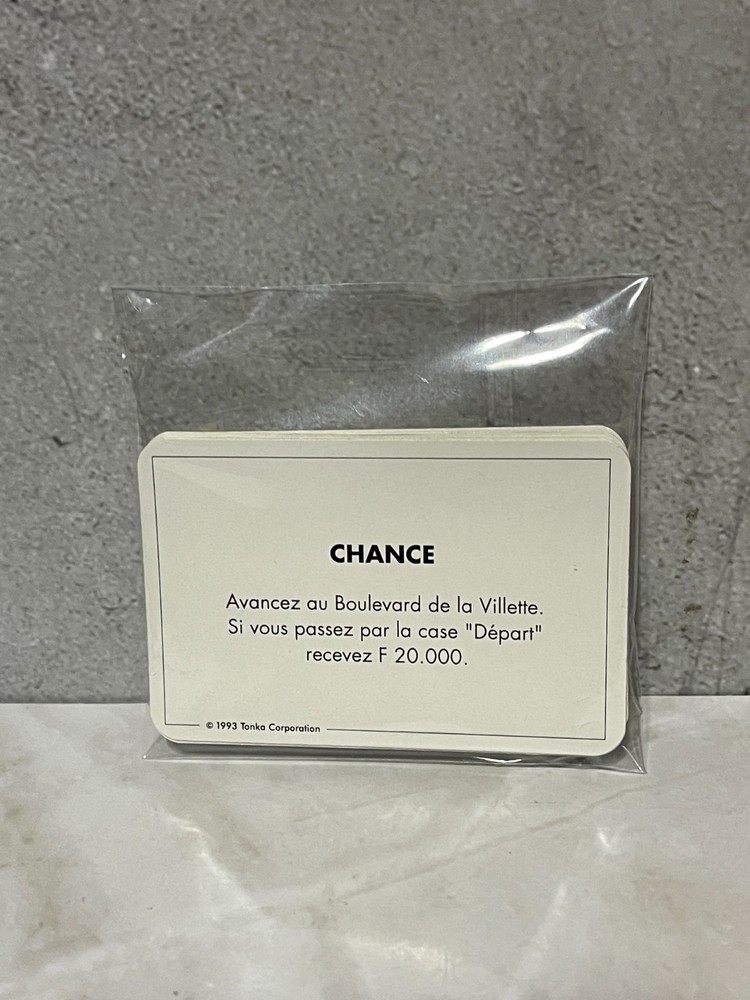 CHANCE
Avancez au Boulevard de la Villette.
Si vous passez par la case "Départ"
recevez F 20.000.
© 1993 Tonka Corporation